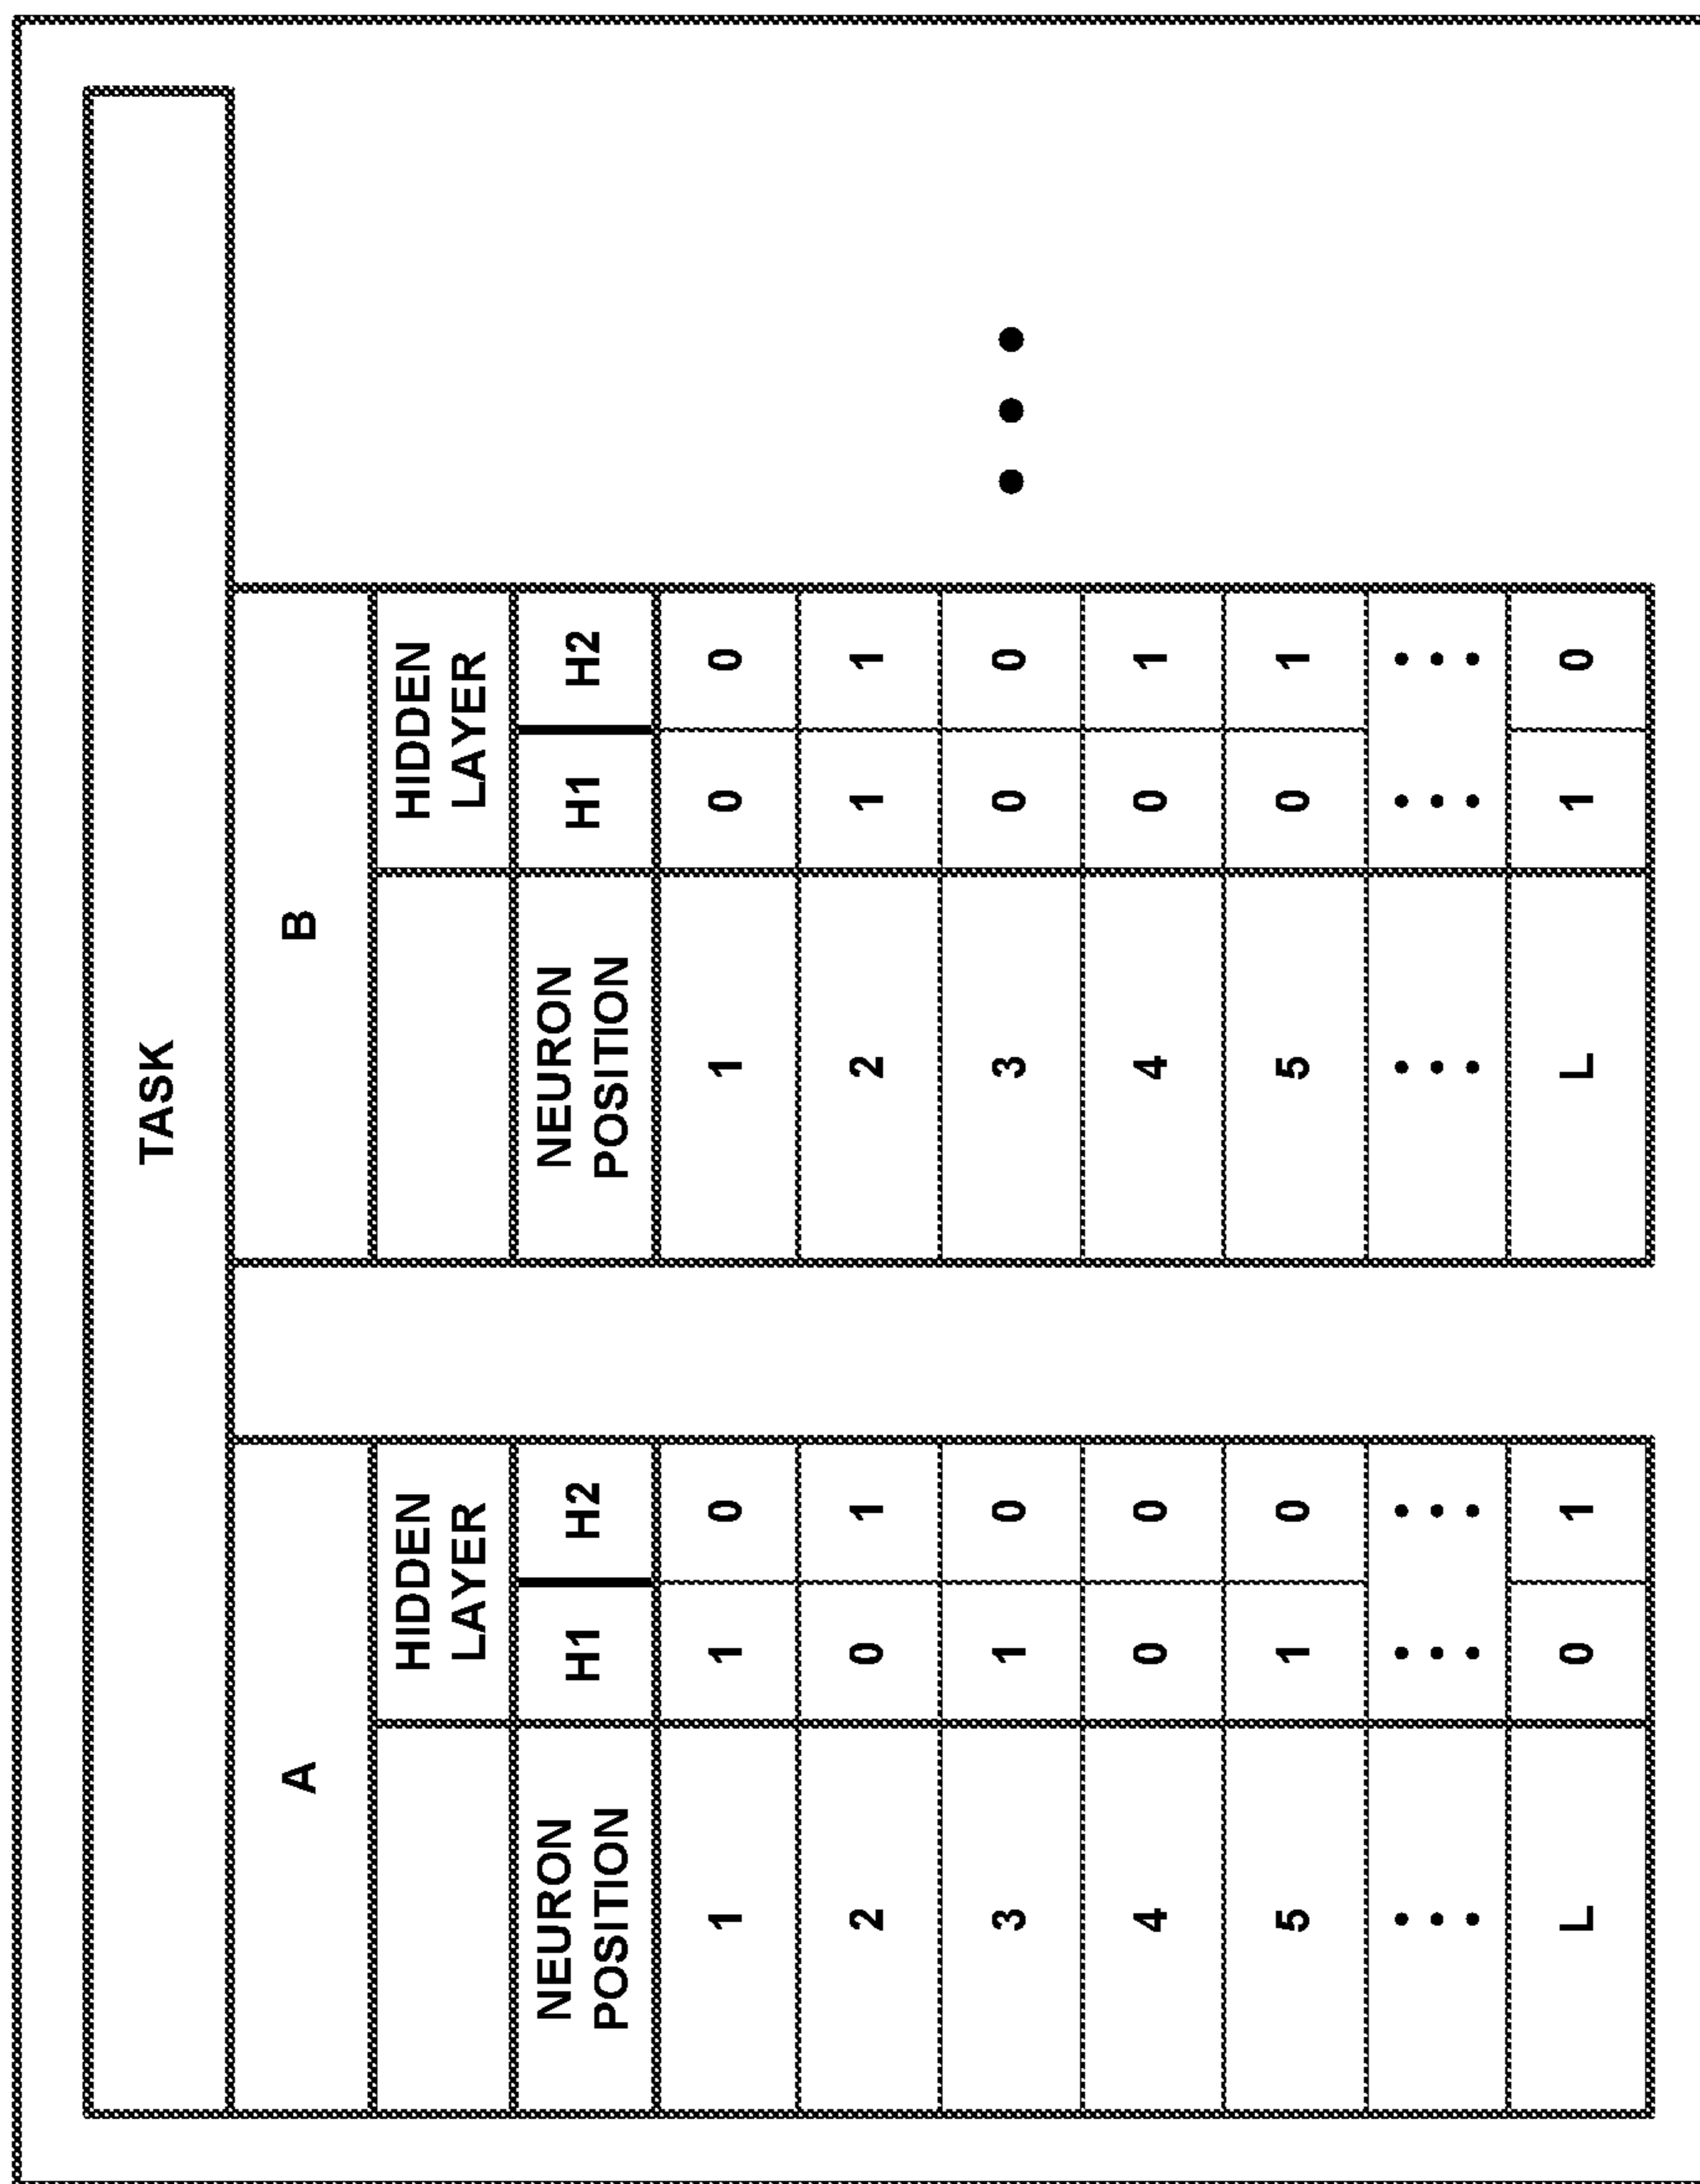 TASK
A B
HIDDEN LAYER HIDDEN LAYER
NEURON POSITION H1 H2 NEURON POSITION H1 H2
1 1 0 1 0 0
2 0 1 2 1 1
3 1 0 3 0 0
4 0 0 4 0 1
5 1 0 5 0 1
L 0 1 L 1 0